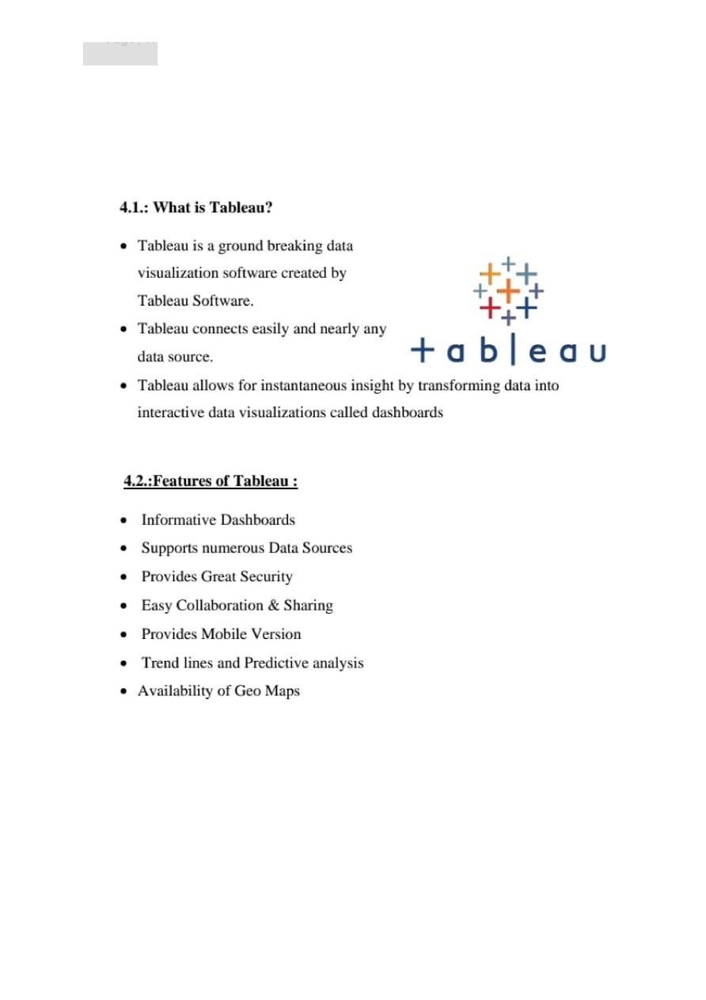 4.1.: What is Tableau?
• Tableau is a ground breaking data
visualization software created by
Tableau Software.
• Tableau connects easily and nearly any
data source.
tableau
• Tableau allows for instantaneous insight by transforming data into
interactive data visualizations called dashboards
4.2.:Features of Tableau :
• Informative Dashboards
• Supports numerous Data Sources
• Provides Great Security
• Easy Collaboration & Sharing
• Provides Mobile Version
• Trend lines and Predictive analysis
• Availability of Geo Maps